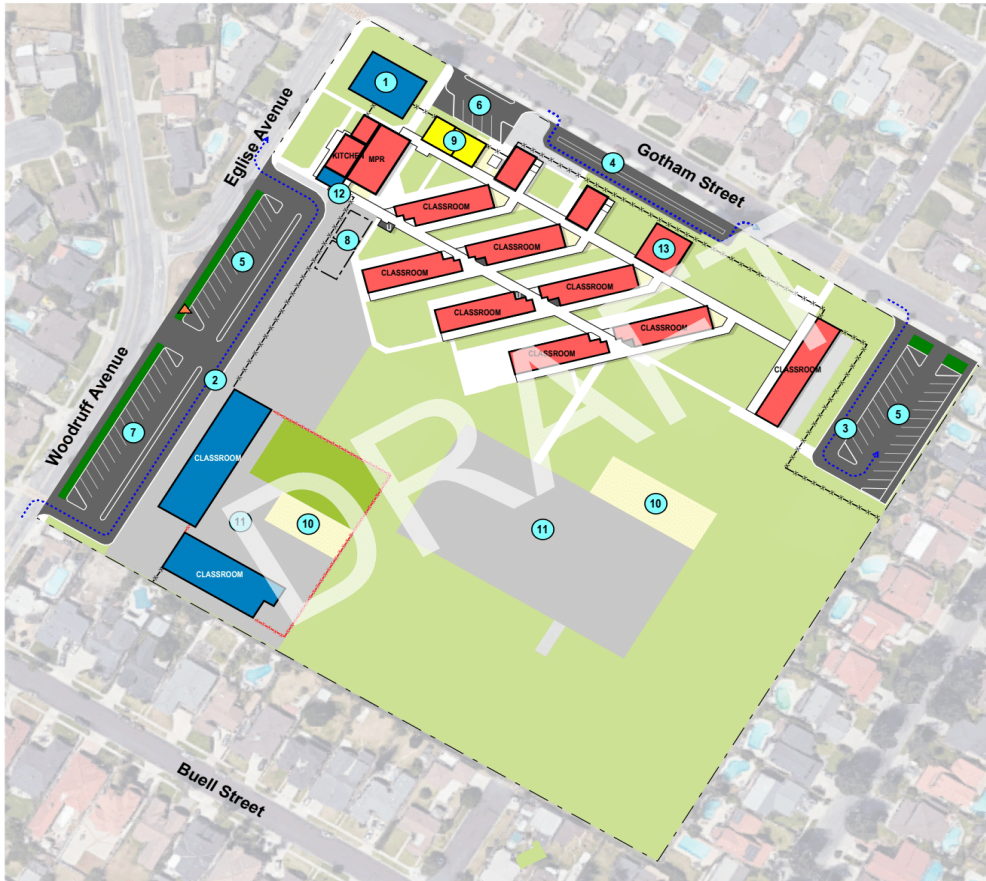 1
6
Eglise Avenue
9
Gotham Street
4
KITCHEN
MPR
12
CLASSROOM
8
CLASSROOM
13
5
CLASSROOM
CLASSROOM
CLASSROOM
CLASSROOM
CLASSROOM
CLASSROOM
Woodruff Avenue
2
7
3
5
CLASSROOM
11
10
11
10
CLASSROOM
DRAFT
Buell Street